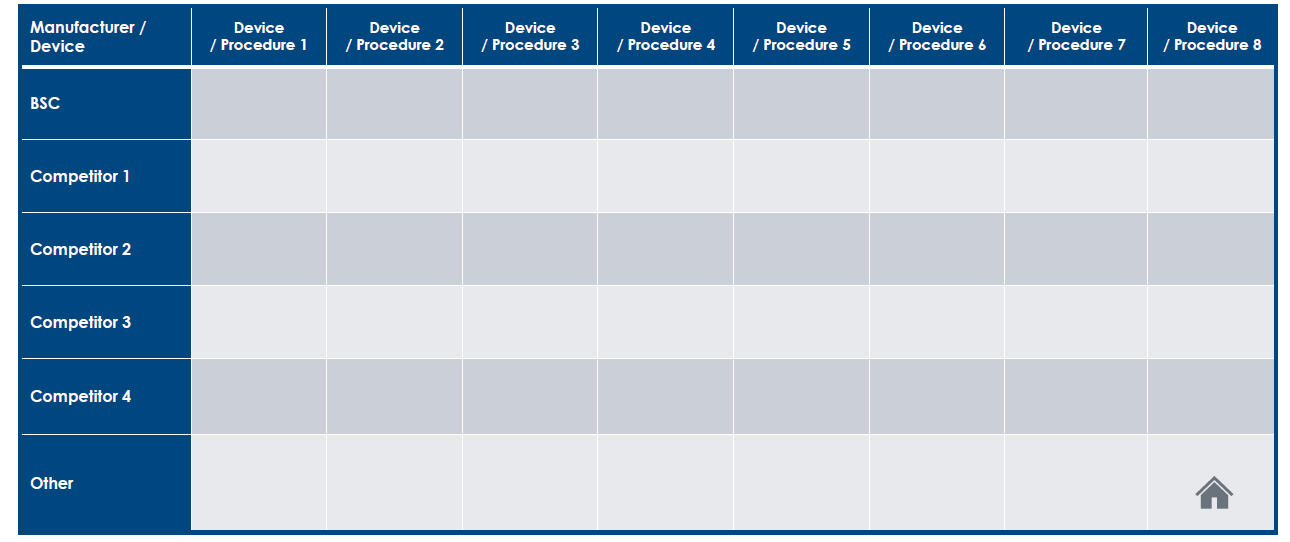 Manufacturer /
Device
Device
/ Procedure 1
Device
/ Procedure 2
Device
/ Procedure 3
Device
/ Procedure 4
Device
/ Procedure 5
Device
/ Procedure 6
Device
/ Procedure 7
Device
/ Procedure 8
BSC
Competitor 1
Competitor 2
Competitor 3
Competitor 4
Other